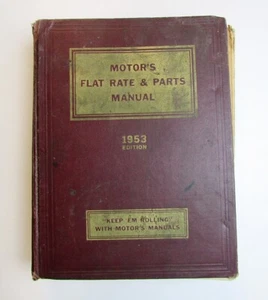 MOTOR'S
FLAT RATE & PARTS
MANUAL
1953
EDITION
"KEEP 'EM ROLLING"
WITH MOTOR'S MANUALS